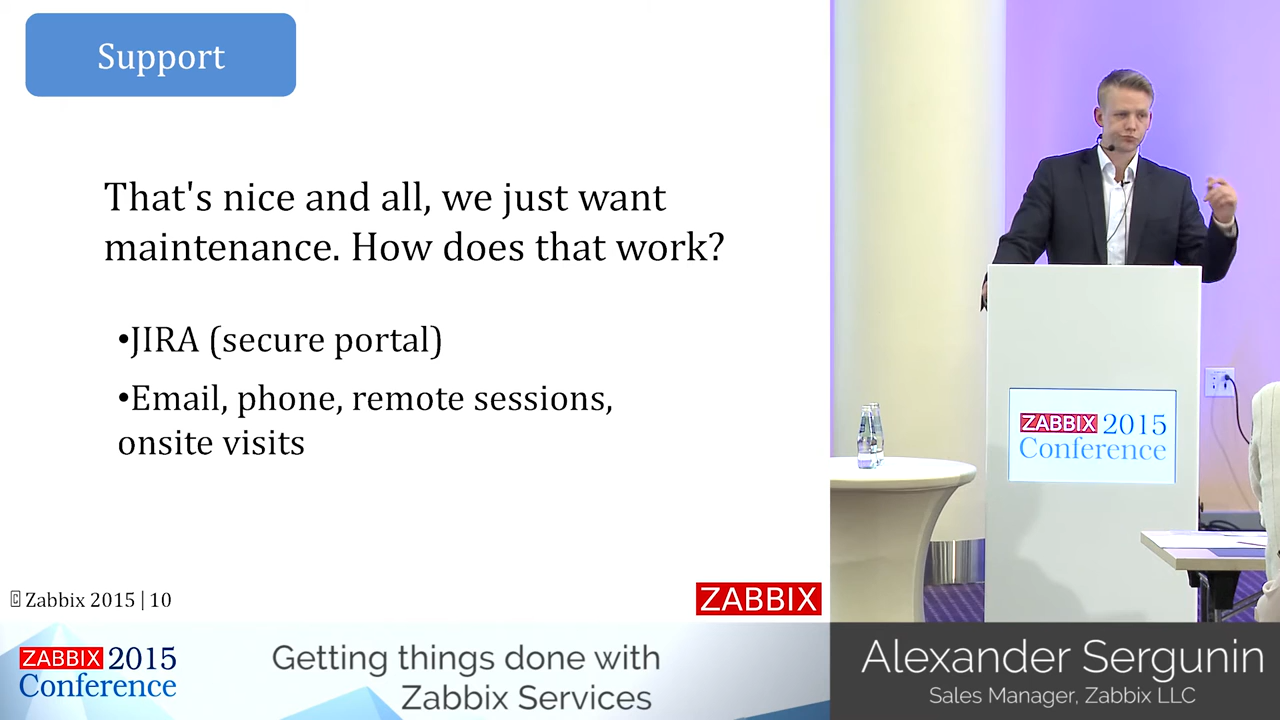 Support
That's nice and all, we just want
maintenance. How does that work?
•JIRA (secure portal)
•Email, phone, remote sessions,
onsite visits
Zabbix 2015 | 10
ZABBIX
ZABBIX 2015
Conference
ZABBIX 2015
Conference
Getting things done with
Zabbix Services
Alexander Sergunin
Sales Manager, Zabbix LLC